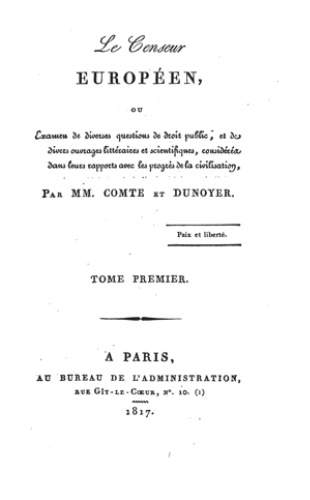 Le Censeur
EUROPÉEN,
OU
Examen de diverses questions de droit public, et des
divers ouvrages littéraires et scientifiques, considérés
dans leurs rapports avec les progrès de la civilisation,
PAR MM. COMTE ET DUNOYER.
Paix et liberté.
TOME PREMIER.
A PARIS,
AU BUREAU DE L'ADMINISTRATION,
RUE GÎT-LE-CŒUR, Nº. 10. (1)
1817.